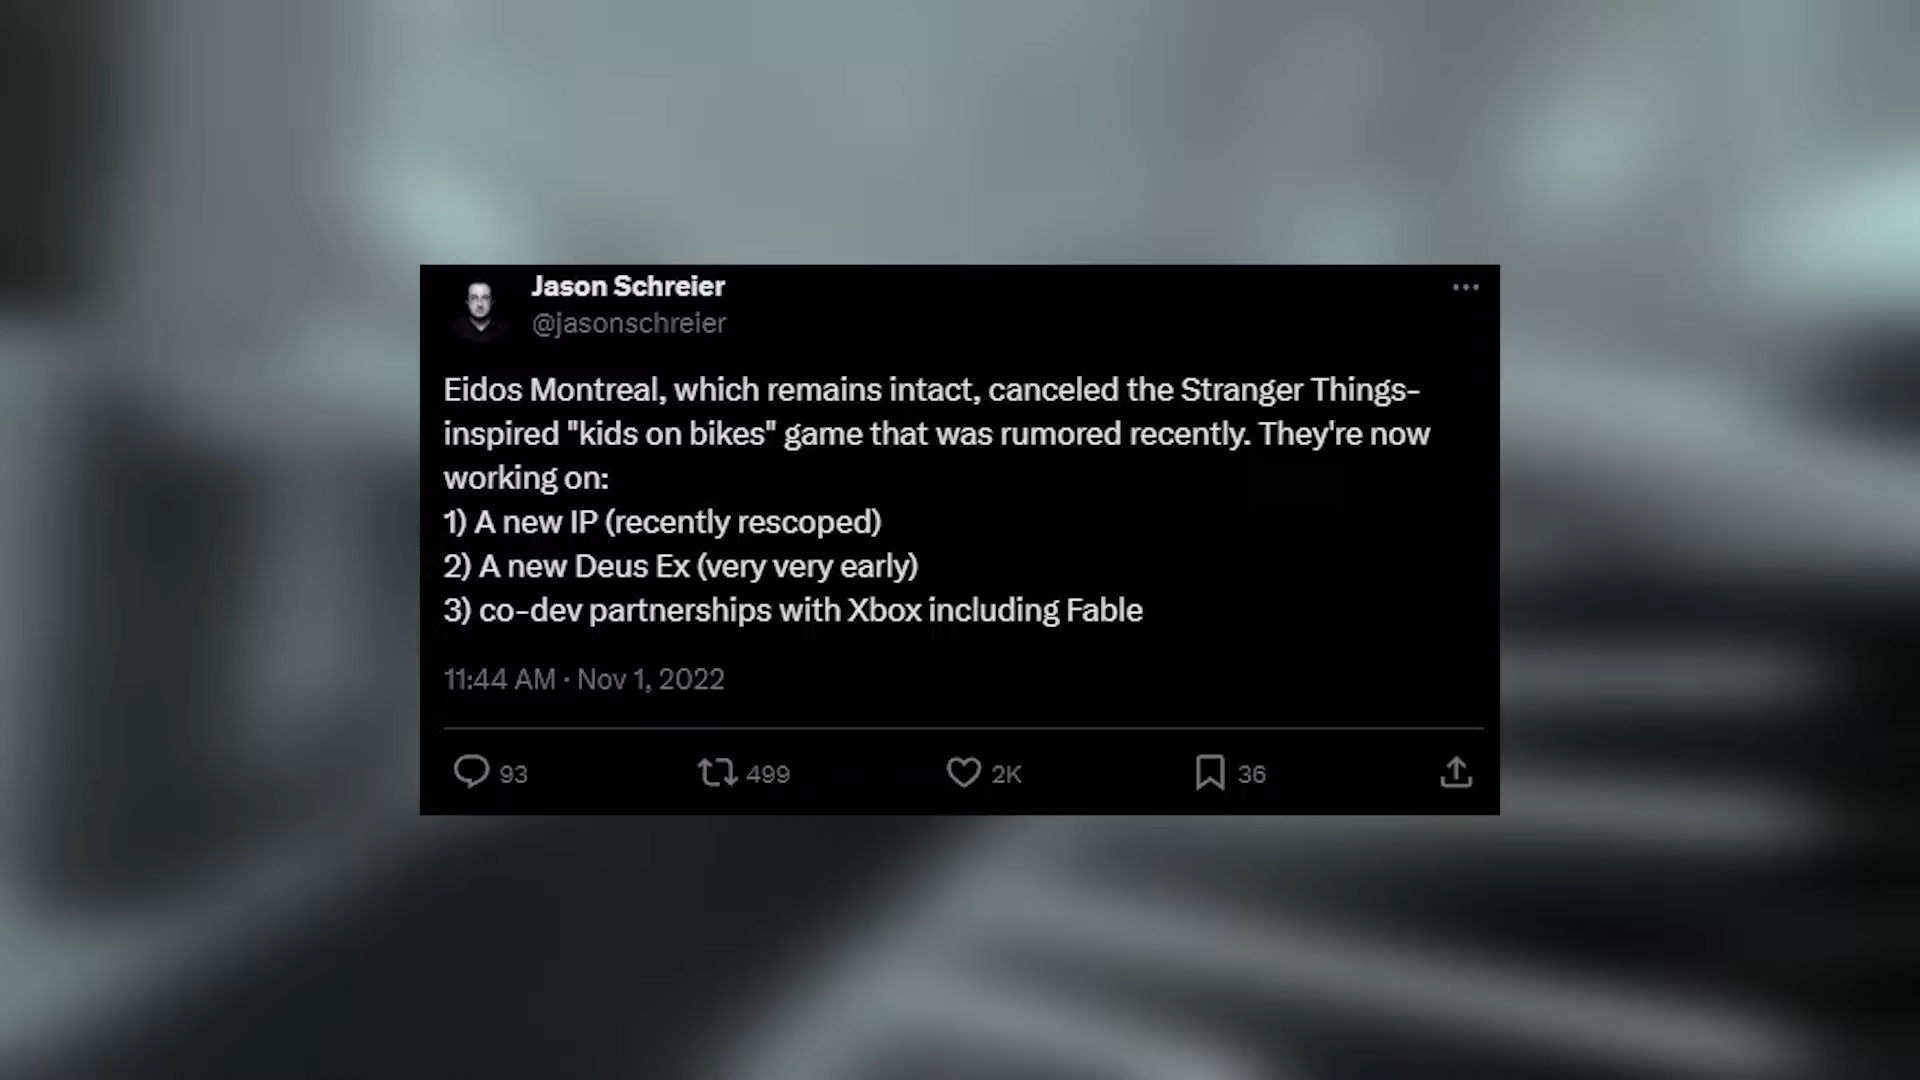 Jason Schreier
@jasonschreier
Eidos Montreal, which remains intact, canceled the Stranger Things-
inspired "kids on bikes" game that was rumored recently. They're now
working on:
1) A new IP (recently rescoped)
2) A new Deus Ex (very very early)
3) co-dev partnerships with Xbox including Fable
11:44 AM · Nov 1, 2022
93 499 2K 36